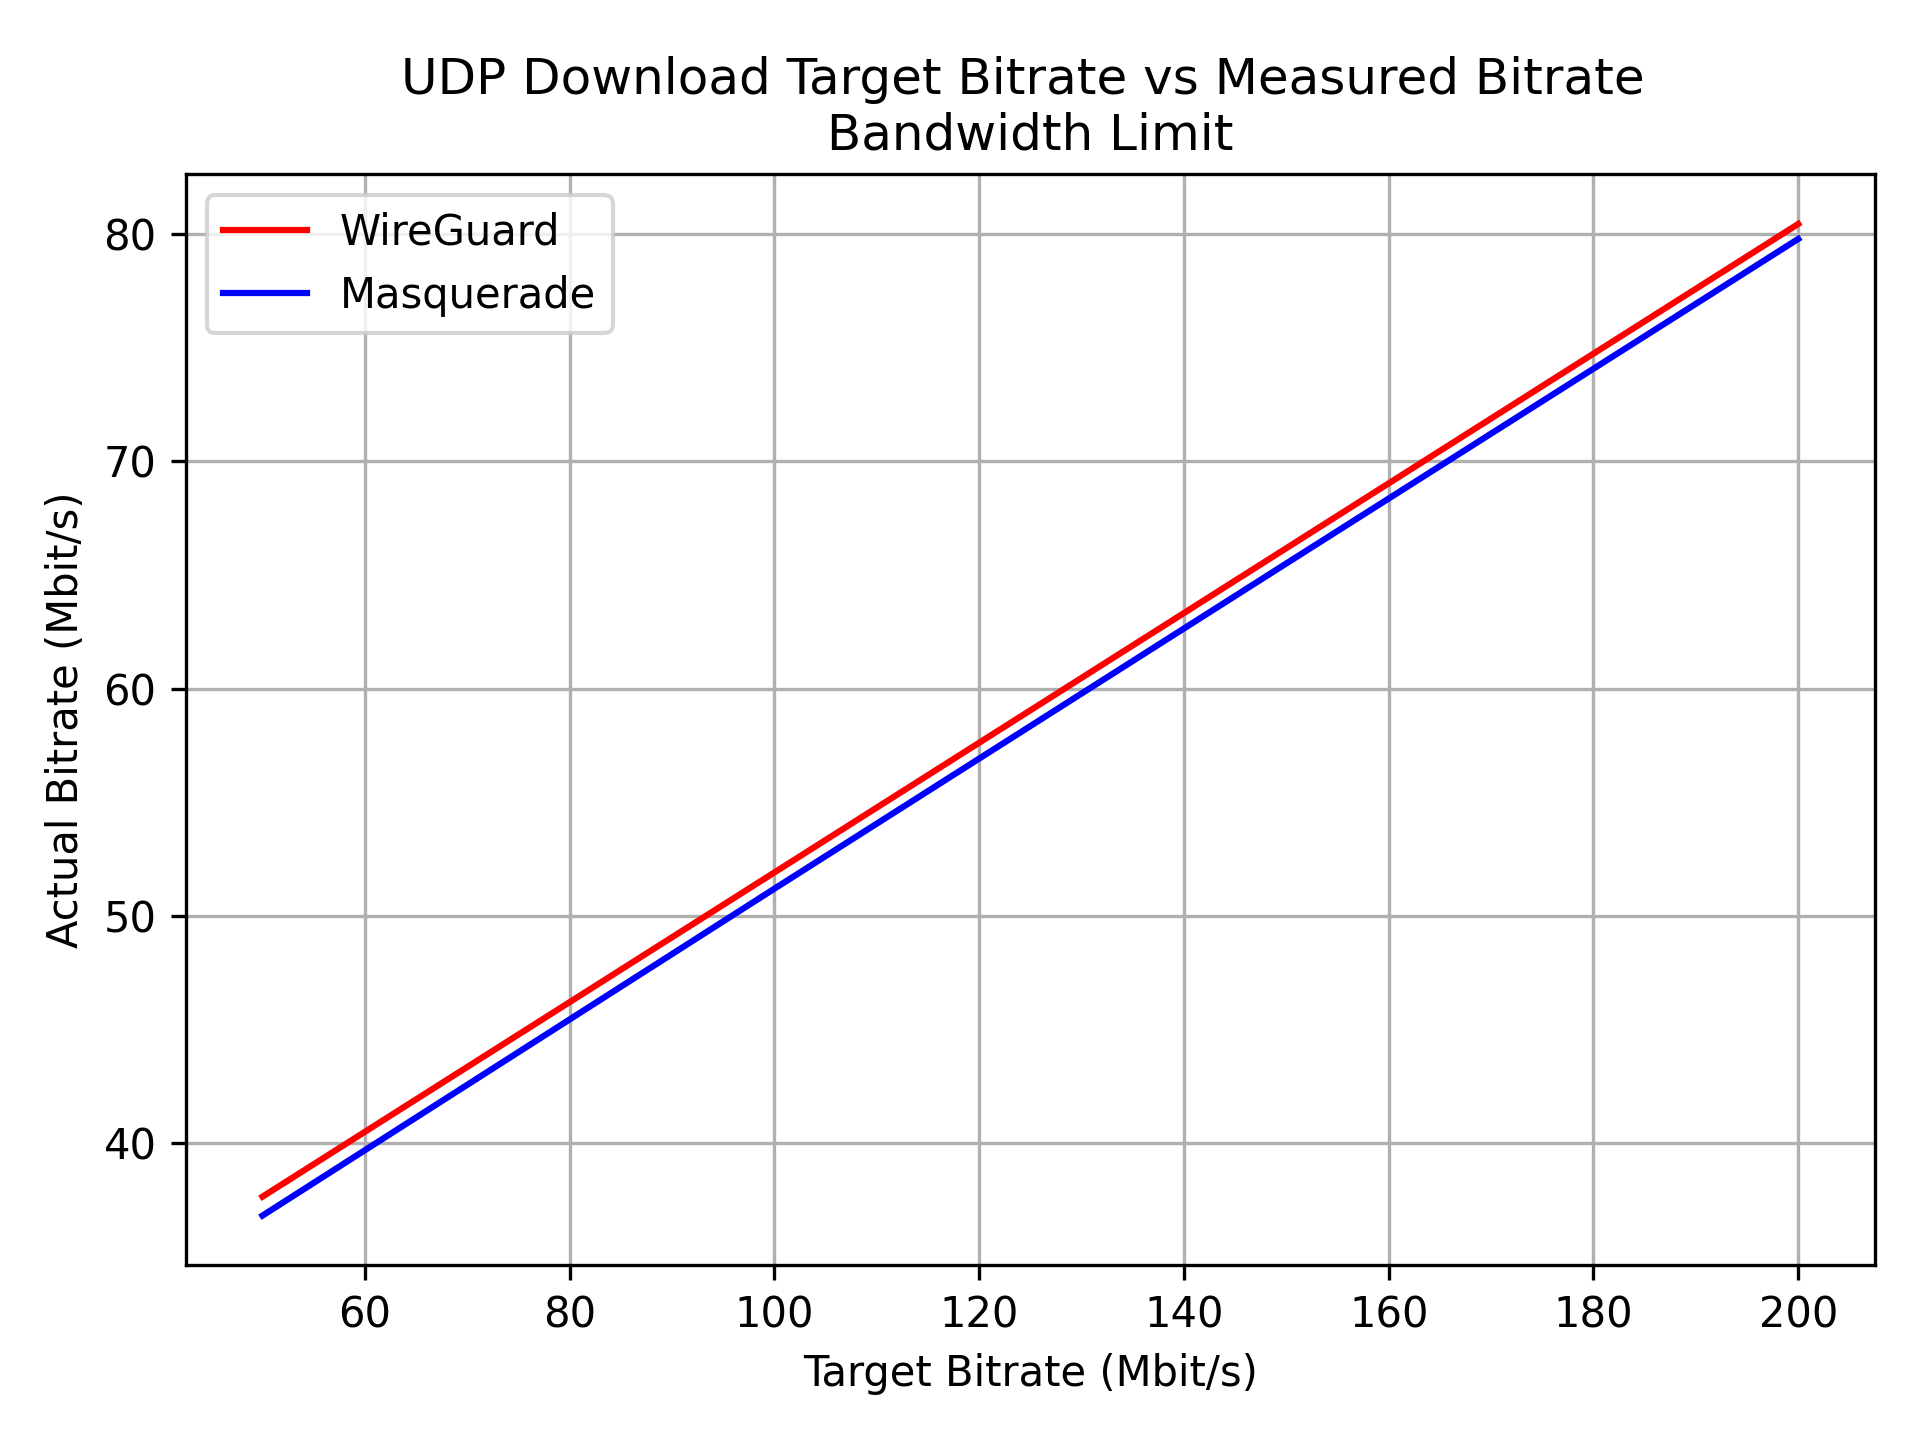 UDP Download Target Bitrate vs Measured Bitrate
Bandwidth Limit
WireGuard
Masquerade
Actual Bitrate (Mbit/s)
80
70
60
50
40
60 80 100 120 140 160 180 200
Target Bitrate (Mbit/s)